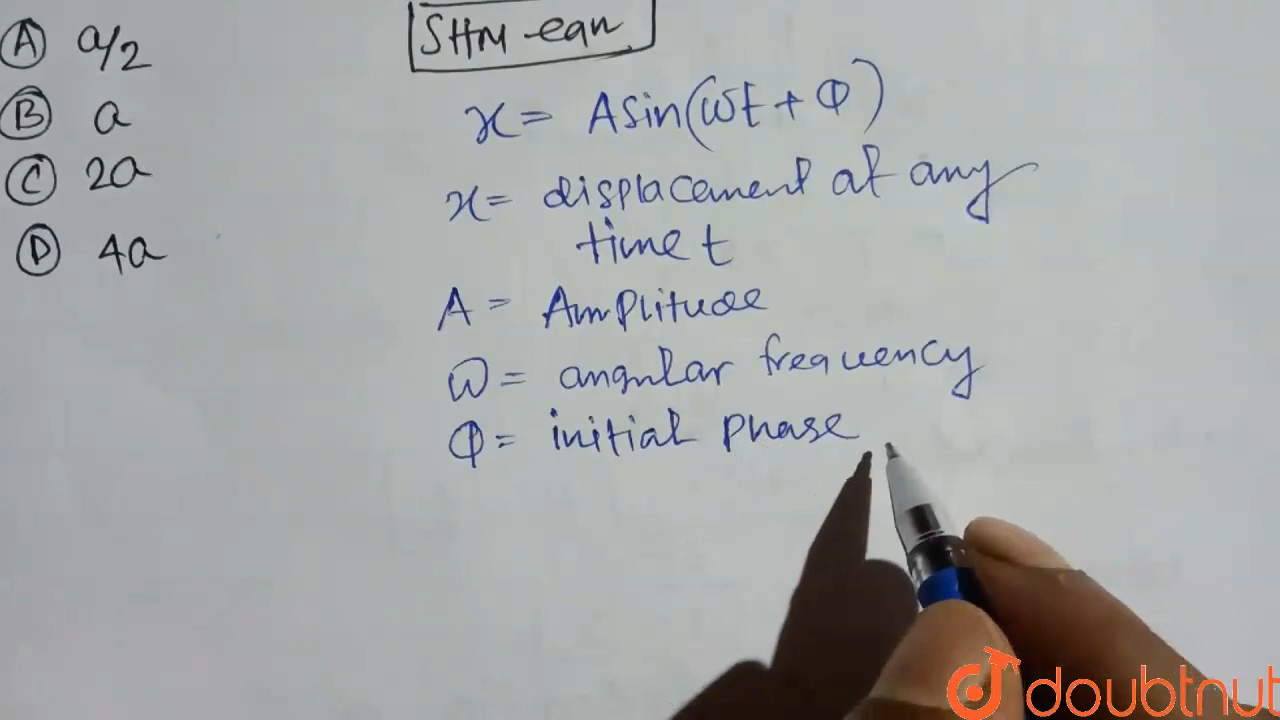 Ⓐ a/2
Ⓑ a
Ⓒ 2a
Ⓓ 4a
SHM eqn
x = A sin(ωt + φ)
x = displacement at any
time t
A = Amplitude
ω = angular frequency
φ = initial phase
doubtnut